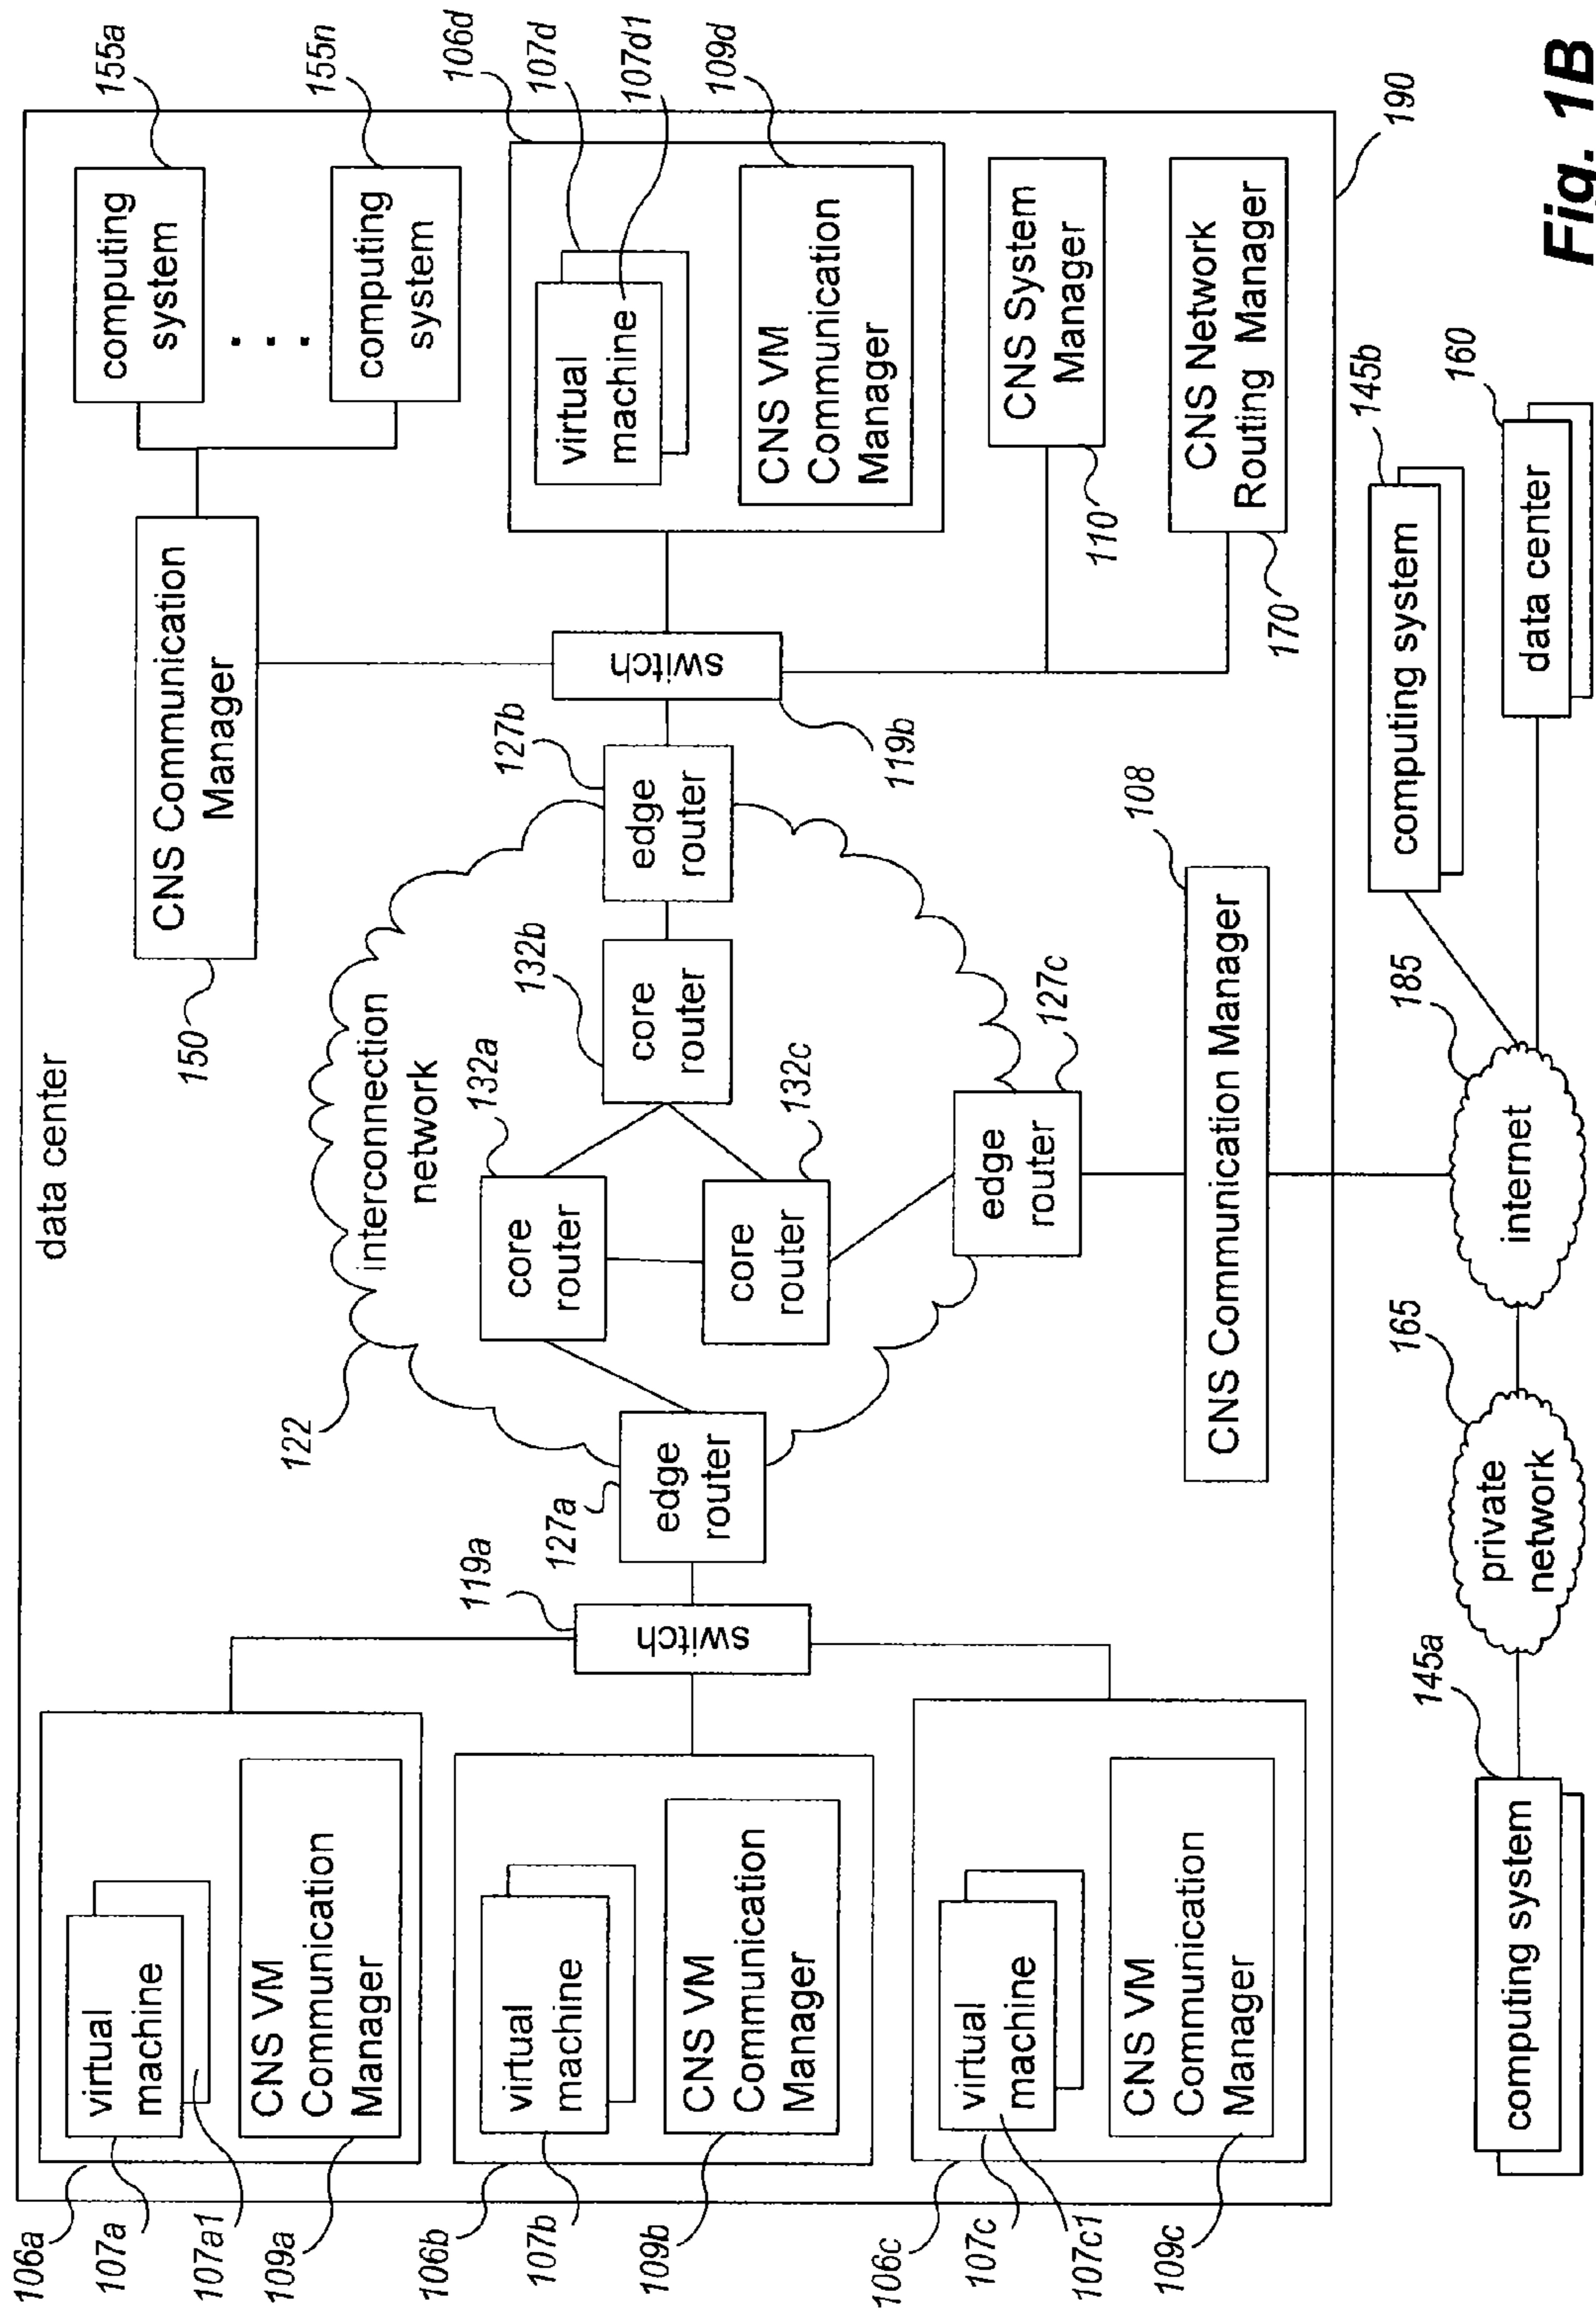 data center
106a
virtual
machine
107a
107a1
CNS VM
Communication
Manager
109a
106b
virtual
machine
107b
CNS VM
Communication
Manager
109b
106c
virtual
machine
107c
107c1
CNS VM
Communication
Manager
109c
switch
119a
edge
router
127a
122
interconnection
network
core
router
132a
core
router
132b
core
router
132c
edge
router
127b
edge
router
127c
switch
119b
CNS Communication
Manager
150
computing
system
155a
. . .
computing
system
155n
106d
virtual
machine
107d
107d1
CNS VM
Communication
Manager
109d
CNS System
Manager
110
CNS Network
Routing Manager
170
CNS Communication Manager
108
190
computing system
145a
private
network
165
internet
185
computing system
145b
data center
160
Fig. 1B